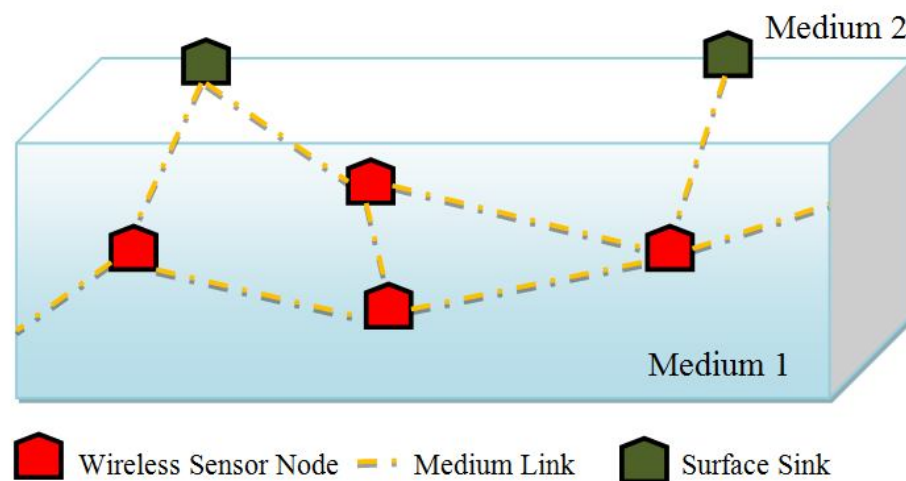 Medium 2
Medium 1
Wireless Sensor Node
Medium Link
Surface Sink